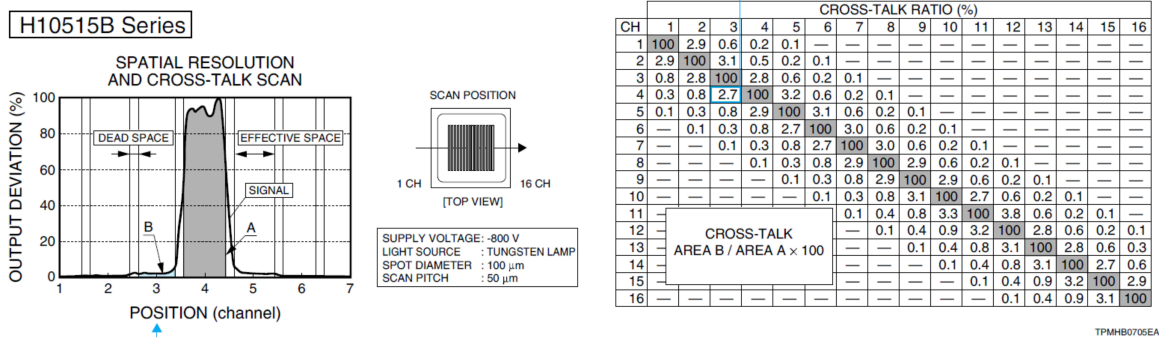 H10515B Series
SPATIAL RESOLUTION
AND CROSS-TALK SCAN
OUTPUT DEVIATION (%)
100
80
60
40
20
0
DEAD SPACE
EFFECTIVE SPACE
SIGNAL
B
A
1 2 3 4 5 6 7
POSITION (channel)
SCAN POSITION
1 CH
16 CH
[TOP VIEW]
SUPPLY VOLTAGE: -800 V
LIGHT SOURCE : TUNGSTEN LAMP
SPOT DIAMETER : 100 μm
SCAN PITCH : 50 μm
CROSS-TALK RATIO (%)
CH 1 2 3 4 5 6 7 8 9 10 11 12 13 14 15 16
1 100 2.9 0.6 0.2 0.1 — — — — — — — — — — —
2 2.9 100 3.1 0.5 0.2 0.1 — — — — — — — — — —
3 0.8 2.8 100 2.8 0.6 0.2 0.1 — — — — — — — — —
4 0.3 0.8 2.7 100 3.2 0.6 0.2 0.1 — — — — — — — —
5 0.1 0.3 0.8 2.9 100 3.1 0.6 0.2 0.1 — — — — — — —
6 — 0.1 0.3 0.8 2.7 100 3.0 0.6 0.2 0.1 — — — — — —
7 — — 0.1 0.3 0.8 2.7 100 3.0 0.6 0.2 0.1 — — — — —
8 — — — 0.1 0.3 0.8 2.9 100 2.9 0.6 0.2 0.1 — — — —
9 — — — — 0.1 0.3 0.8 2.9 100 2.9 0.6 0.2 0.1 — — —
10 — — — — — 0.1 0.3 0.8 3.1 100 2.7 0.6 0.2 0.1 — —
11 — 0.1 0.4 0.8 3.3 100 3.8 0.6 0.2 0.1 —
12 — — 0.1 0.4 0.9 3.2 100 2.8 0.6 0.2 0.1
13 — — — 0.1 0.4 0.8 3.1 100 2.8 0.6 0.3
14 — — — — 0.1 0.4 0.8 3.1 100 2.7 0.6
15 — — — — — 0.1 0.4 0.9 3.2 100 2.9
16 — — — — — — — — — — — 0.1 0.4 0.9 3.1 100
CROSS-TALK
AREA B / AREA A × 100
TPMHB0705EA